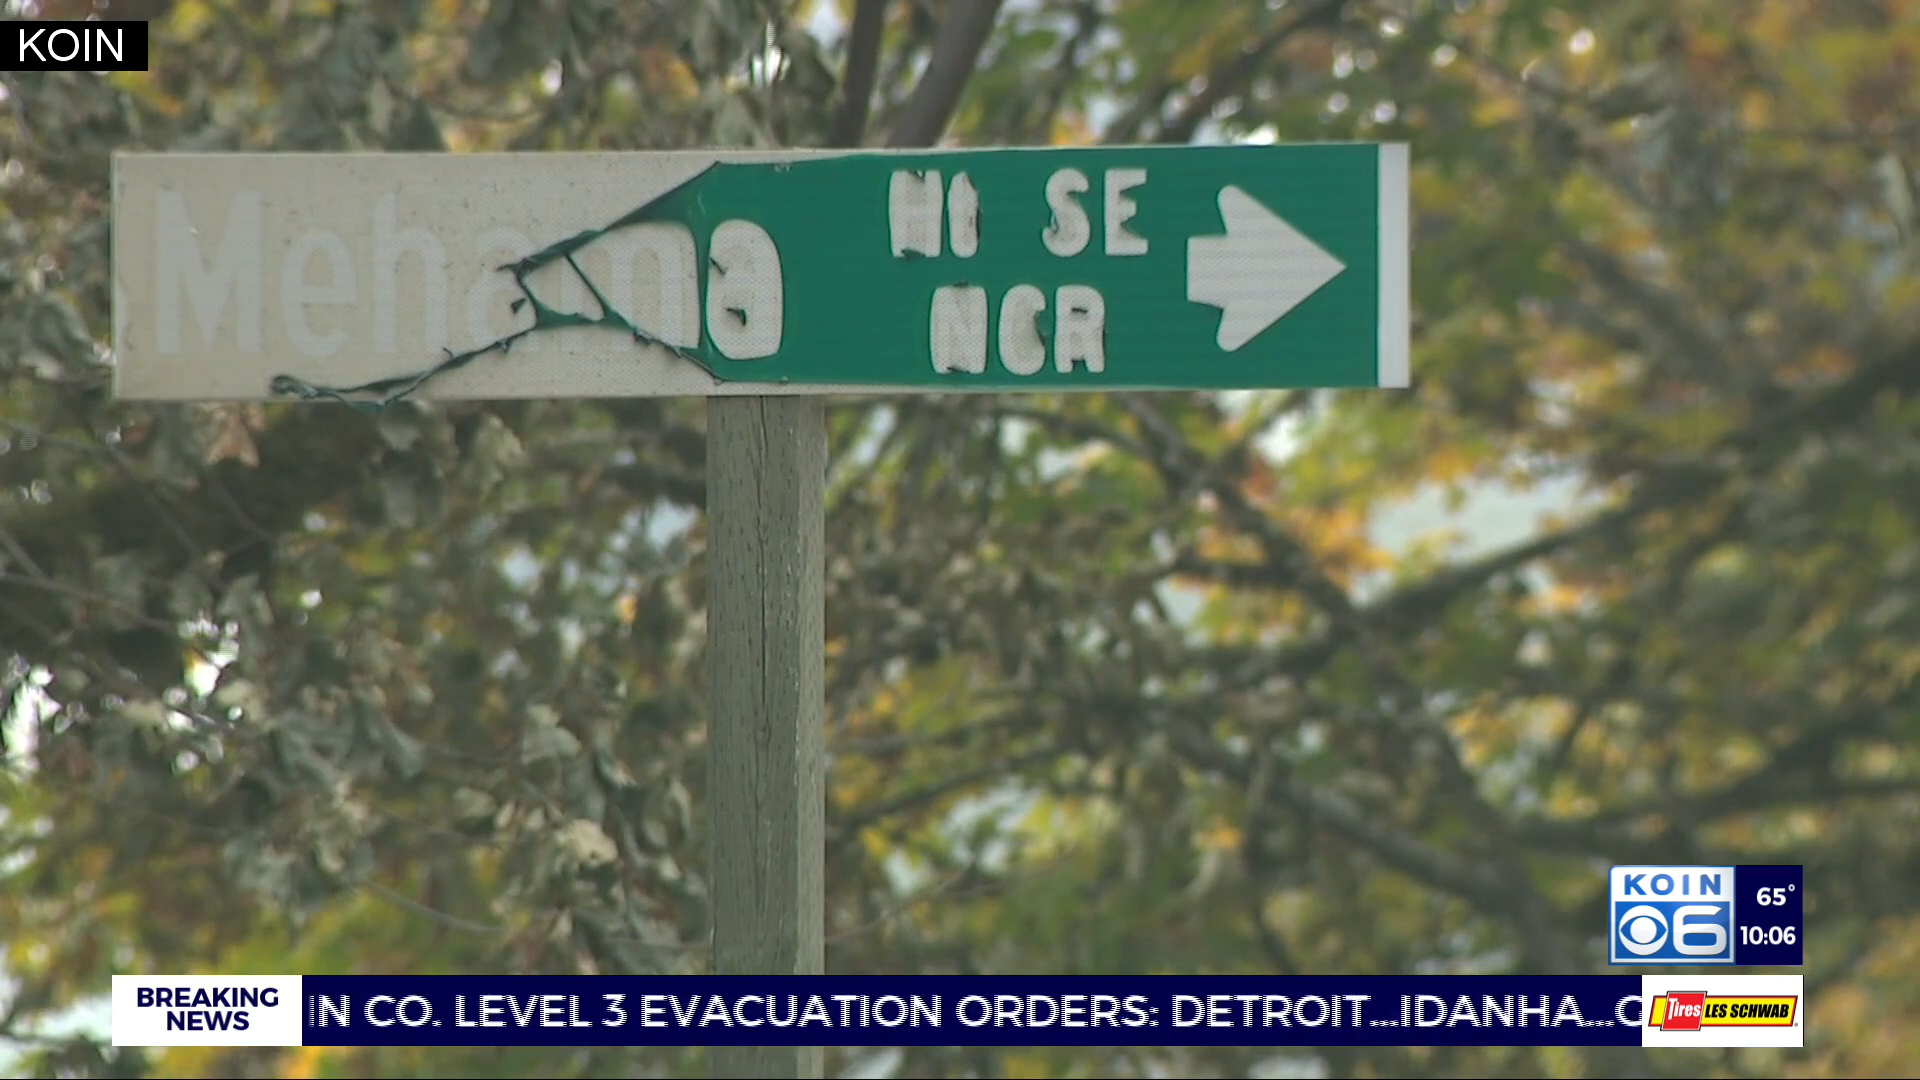 KOIN
Mehama
SE
NCR
KOIN
6
65°
10:06
BREAKING
NEWS
IN CO. LEVEL 3 EVACUATION ORDERS: DETROIT...IDANHA...G
Tires LES SCHWAB